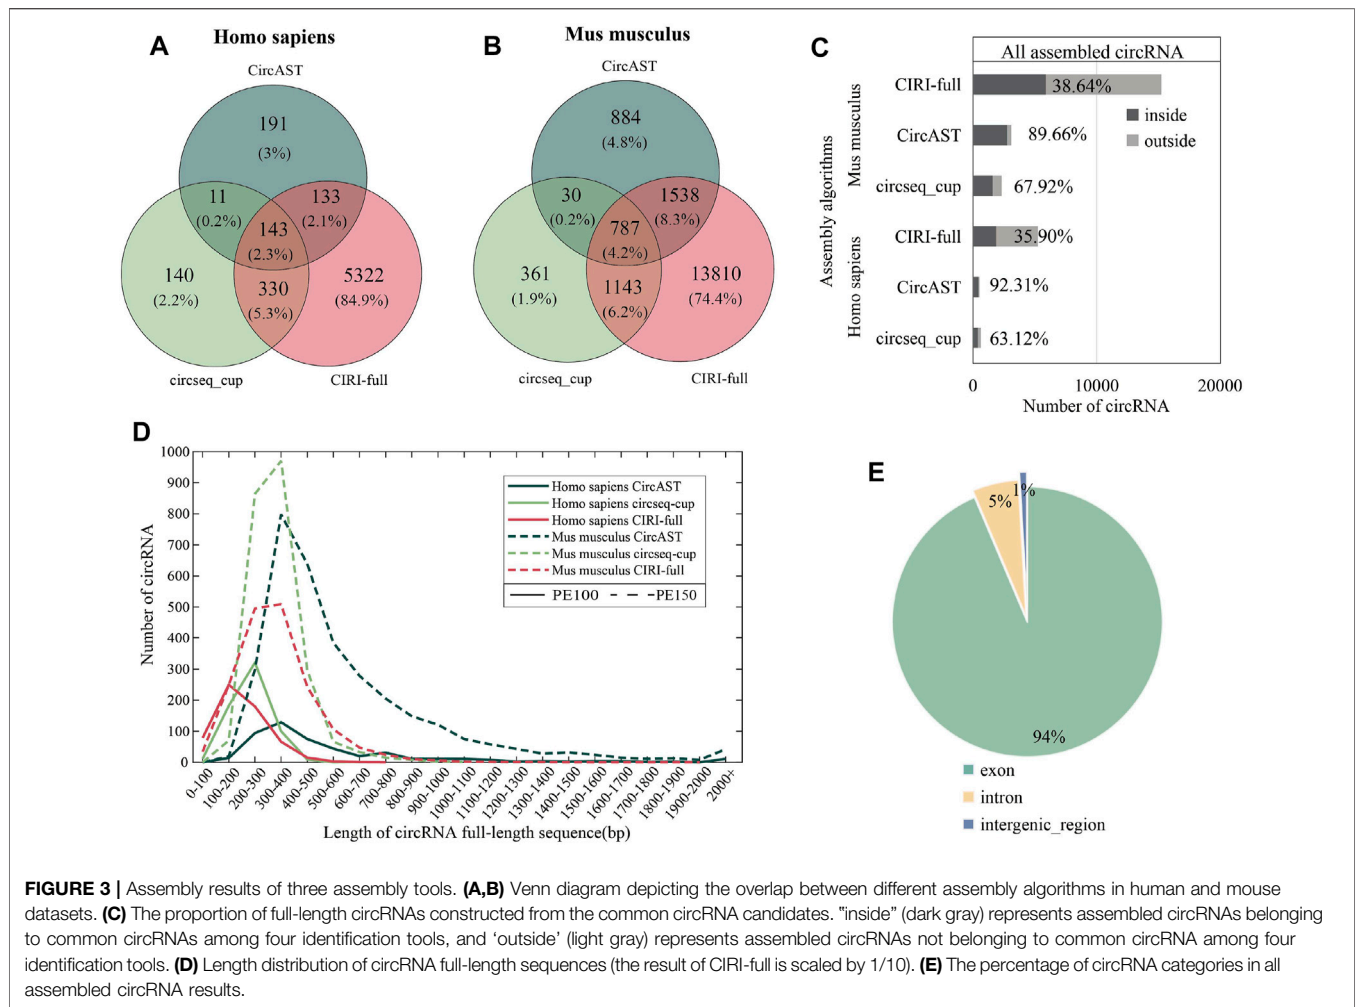 A
Homo sapiens
CircAST
191
(3%)
11
(0.2%)
133
(2.1%)
143
(2.3%)
140
(2.2%)
330
(5.3%)
5322
(84.9%)
circseq_cup
CIRI-full
B
Mus musculus
CircAST
884
(4.8%)
30
(0.2%)
1538
(8.3%)
787
(4.2%)
361
(1.9%)
1143
(6.2%)
13810
(74.4%)
circseq_cup
CIRI-full
C
All assembled circRNA
Assembly algorithms
Mus musculus
Homo sapiens
CIRI-full
38.64%
inside
outside
CircAST
89.66%
circseq_cup
67.92%
CIRI-full
35.90%
CircAST
92.31%
circseq_cup
63.12%
0
10000
20000
Number of circRNA
D
Number of circRNA
1000
900
800
700
600
500
400
300
200
100
0
Homo sapiens CircAST
Homo sapiens circseq-cup
Homo sapiens CIRI-full
Mus musculus CircAST
Mus musculus circseq-cup
Mus musculus CIRI-full
PE100
PE150
0-100
100-200
200-300
300-400
400-500
500-600
600-700
700-800
800-900
900-1000
1000-1100
1100-1200
1200-1300
1300-1400
1400-1500
1500-1600
1600-1700
1700-1800
1800-1900
1900-2000
2000+
Length of circRNA full-length sequence(bp)
E
5%
1%
94%
exon
intron
intergenic_region
FIGURE 3 | Assembly results of three assembly tools. (A,B) Venn diagram depicting the overlap between different assembly algorithms in human and mouse
datasets. (C) The proportion of full-length circRNAs constructed from the common circRNA candidates. "inside" (dark gray) represents assembled circRNAs belonging
to common circRNAs among four identification tools, and 'outside' (light gray) represents assembled circRNAs not belonging to common circRNA among four
identification tools. (D) Length distribution of circRNA full-length sequences (the result of CIRI-full is scaled by 1/10). (E) The percentage of circRNA categories in all
assembled circRNA results.